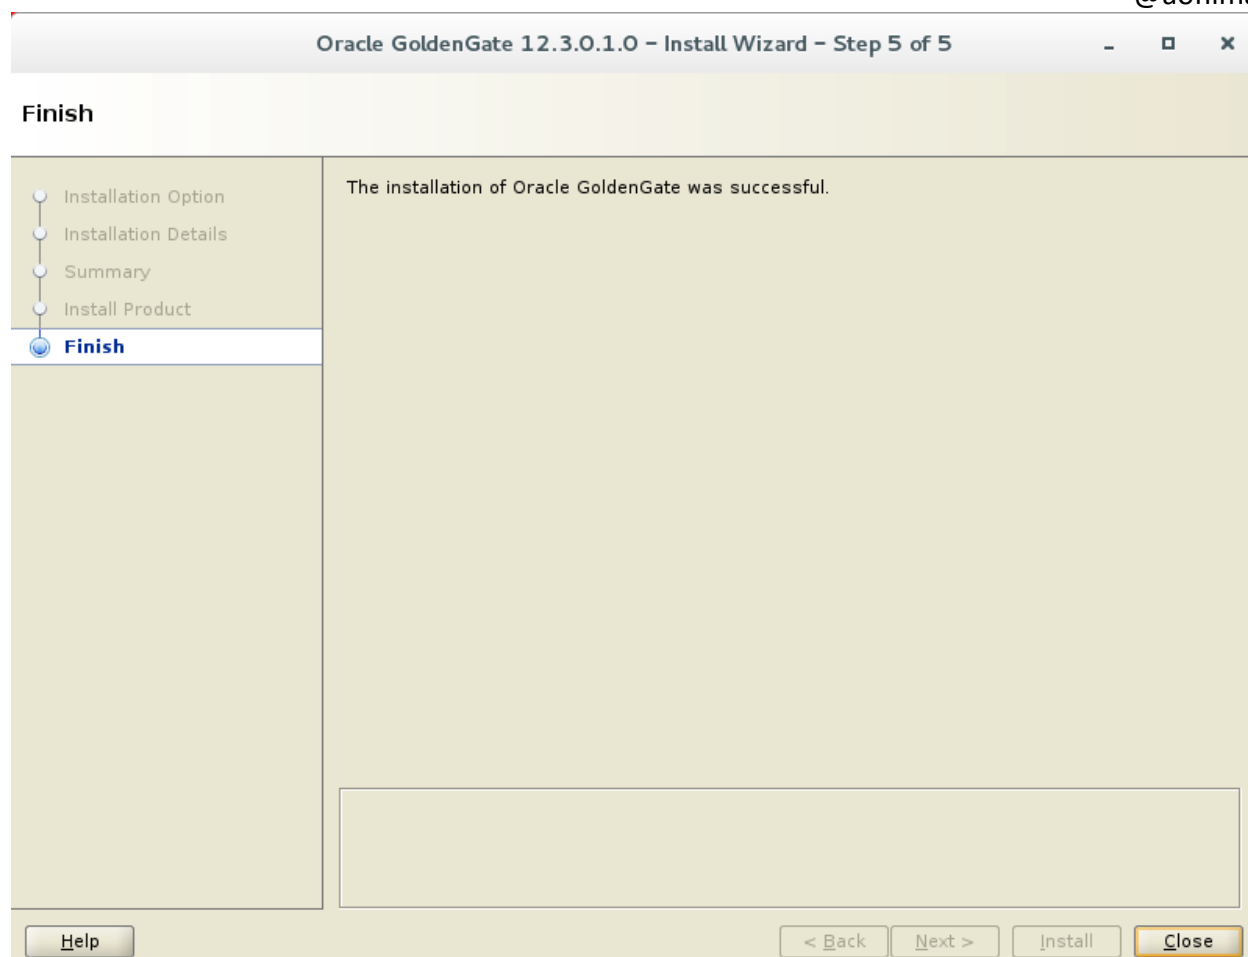 Oracle GoldenGate 12.3.0.1.0 – Install Wizard – Step 5 of 5
Finish
Installation Option
Installation Details
Summary
Install Product
Finish
The installation of Oracle GoldenGate was successful.
Help
< Back
Next >
Install
Close